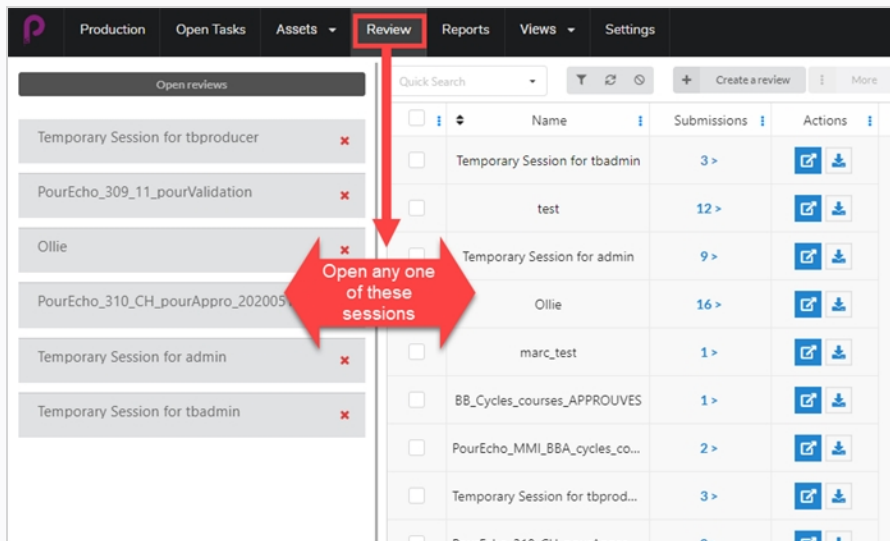 Production Open Tasks Assets Review Reports Views Settings
Open reviews
Temporary Session for tbproducer
PourEcho_309_11_pourValidation
Ollie
PourEcho_310_CH_pourAppro_202005
Temporary Session for admin
Temporary Session for tbadmin
Open any one
of these
sessions
Quick Search
+ Create a review
More
Name Submissions Actions
Temporary Session for tbadmin 3 >
test 12 >
Temporary Session for admin 9 >
Ollie 16 >
marc_test 1 >
BB_Cycles_courses_APPROUVES 1 >
PourEcho_MMI_BBA_cycles_co... 2 >
Temporary Session for tbprod... 3 >